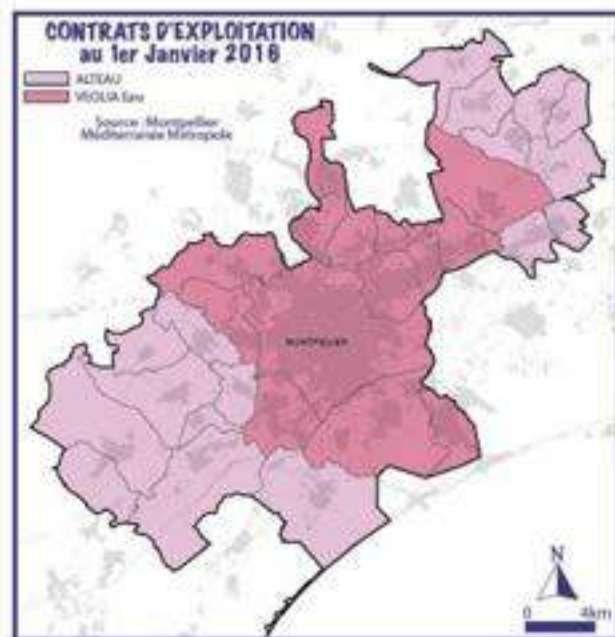 CONTRATS D'EXPLOITATION
au 1er Janvier 2016
ALTEAU
VEOLIA Eau
Source : Montpellier
Méditerranée Métropole
MONTPELLIER
N
0 4km